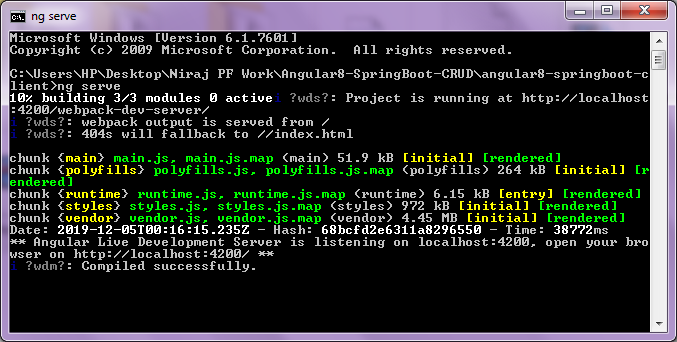 ng serve
Microsoft Windows [Version 6.1.7601]
Copyright (c) 2009 Microsoft Corporation.  All rights reserved.
C:\Users\HP\Desktop\Niraj PF Work\Angular8-SpringBoot-CRUD\angular8-springboot-c
lient>ng serve
10% building 3/3 modules 0 active ?wds?: Project is running at http://localhost
:4200/webpack-dev-server/
?wds?: webpack output is served from /
?wds?: 404s will fallback to //index.html
chunk {main} main.js, main.js.map (main) 51.9 kB [initial] [rendered]
chunk {polyfills} polyfills.js, polyfills.js.map (polyfills) 264 kB [initial] [r
endered]
chunk {runtime} runtime.js, runtime.js.map (runtime) 6.15 kB [entry] [rendered]
chunk {styles} styles.js, styles.js.map (styles) 972 kB [initial] [rendered]
chunk {vendor} vendor.js, vendor.js.map (vendor) 4.45 MB [initial] [rendered]
Date: 2019-12-05T00:16:15.235Z - Hash: 68bcfd2e6311a8296550 - Time: 38772ms
** Angular Live Development Server is listening on localhost:4200, open your bro
wser on http://localhost:4200/ **
?wdm?: Compiled successfully.